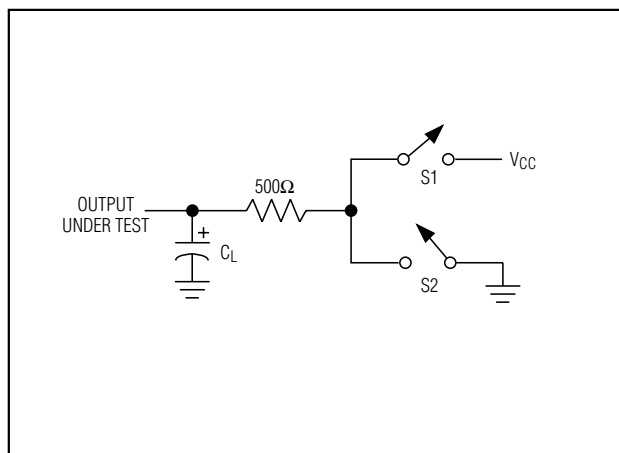 OUTPUT
UNDER TEST
+
CL
500Ω
S1
VCC
S2